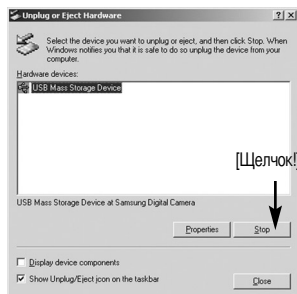 Unplug or Eject Hardware
Select the device you want to unplug or eject, and then click Stop. When
Windows notifies you that it is safe to do so unplug the device from your
computer.
Hardware devices:
USB Mass Storage Device
[Щелчок!]
USB Mass Storage Device at Samsung Digital Camera
Properties
Stop
Display device components
Show Unplug/Eject icon on the taskbar
Close